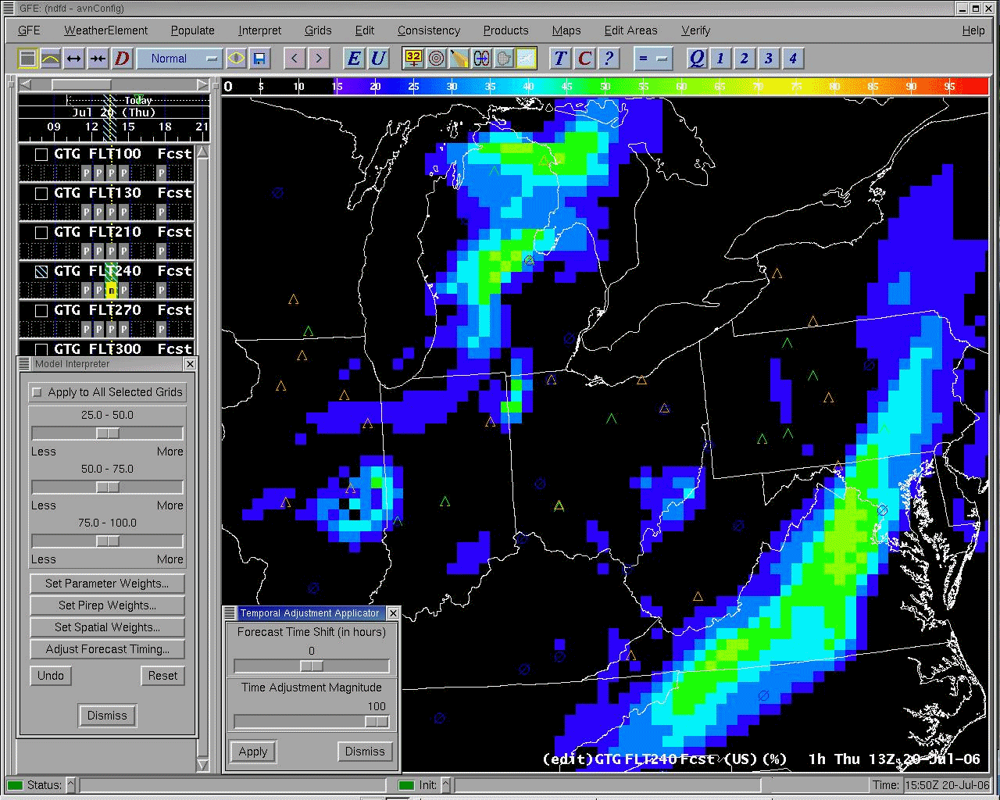 GFE: (ndfd - avnConfig)
GFE WeatherElement Populate Interpret Grids Edit Consistency Products Maps Edit Areas Verify Help
D Normal < > E U 32 T C ? = Q 1 2 3 4
0 5 10 15 20 25 30 35 40 45 50 55 60 65 70 75 80 85 90 95
Today
Jul 20 (Thu)
09 12 15 18 21
GTG FLT100 Fcst
P P P P P
GTG FLT130 Fcst
P P P P P
GTG FLT210 Fcst
P P P P P
GTG FLT240 Fcst
P P m P P
GTG FLT270 Fcst
P P P P P
GTG FLT300 Fcst
Model Interpreter
Apply to All Selected Grids
25.0 - 50.0
Less More
50.0 - 75.0
Less More
75.0 - 100.0
Less More
Set Parameter Weights...
Set Pirep Weights...
Set Spatial Weights...
Adjust Forecast Timing...
Undo Reset
Dismiss
Temporal Adjustment Applicator
Forecast Time Shift (in hours)
0
Time Adjustment Magnitude
100
Apply Dismiss
(edit)GTG FLT240 Fcst (US) (%) 1h Thu 13Z 20-Jul-06
Status: Init: Time: 15:50Z 20-Jul-06